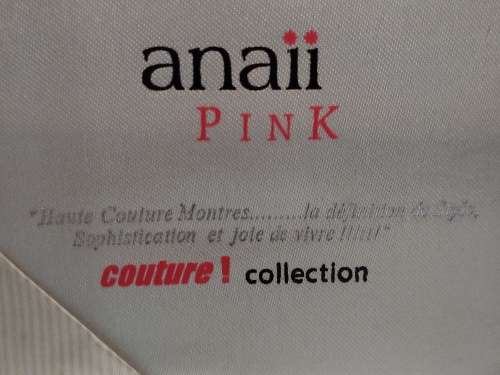 anaii
PINK
"Haute Couture Montres.........la définition de Style,
Sophistication et joie de vivre !!!!!"
couture! collection